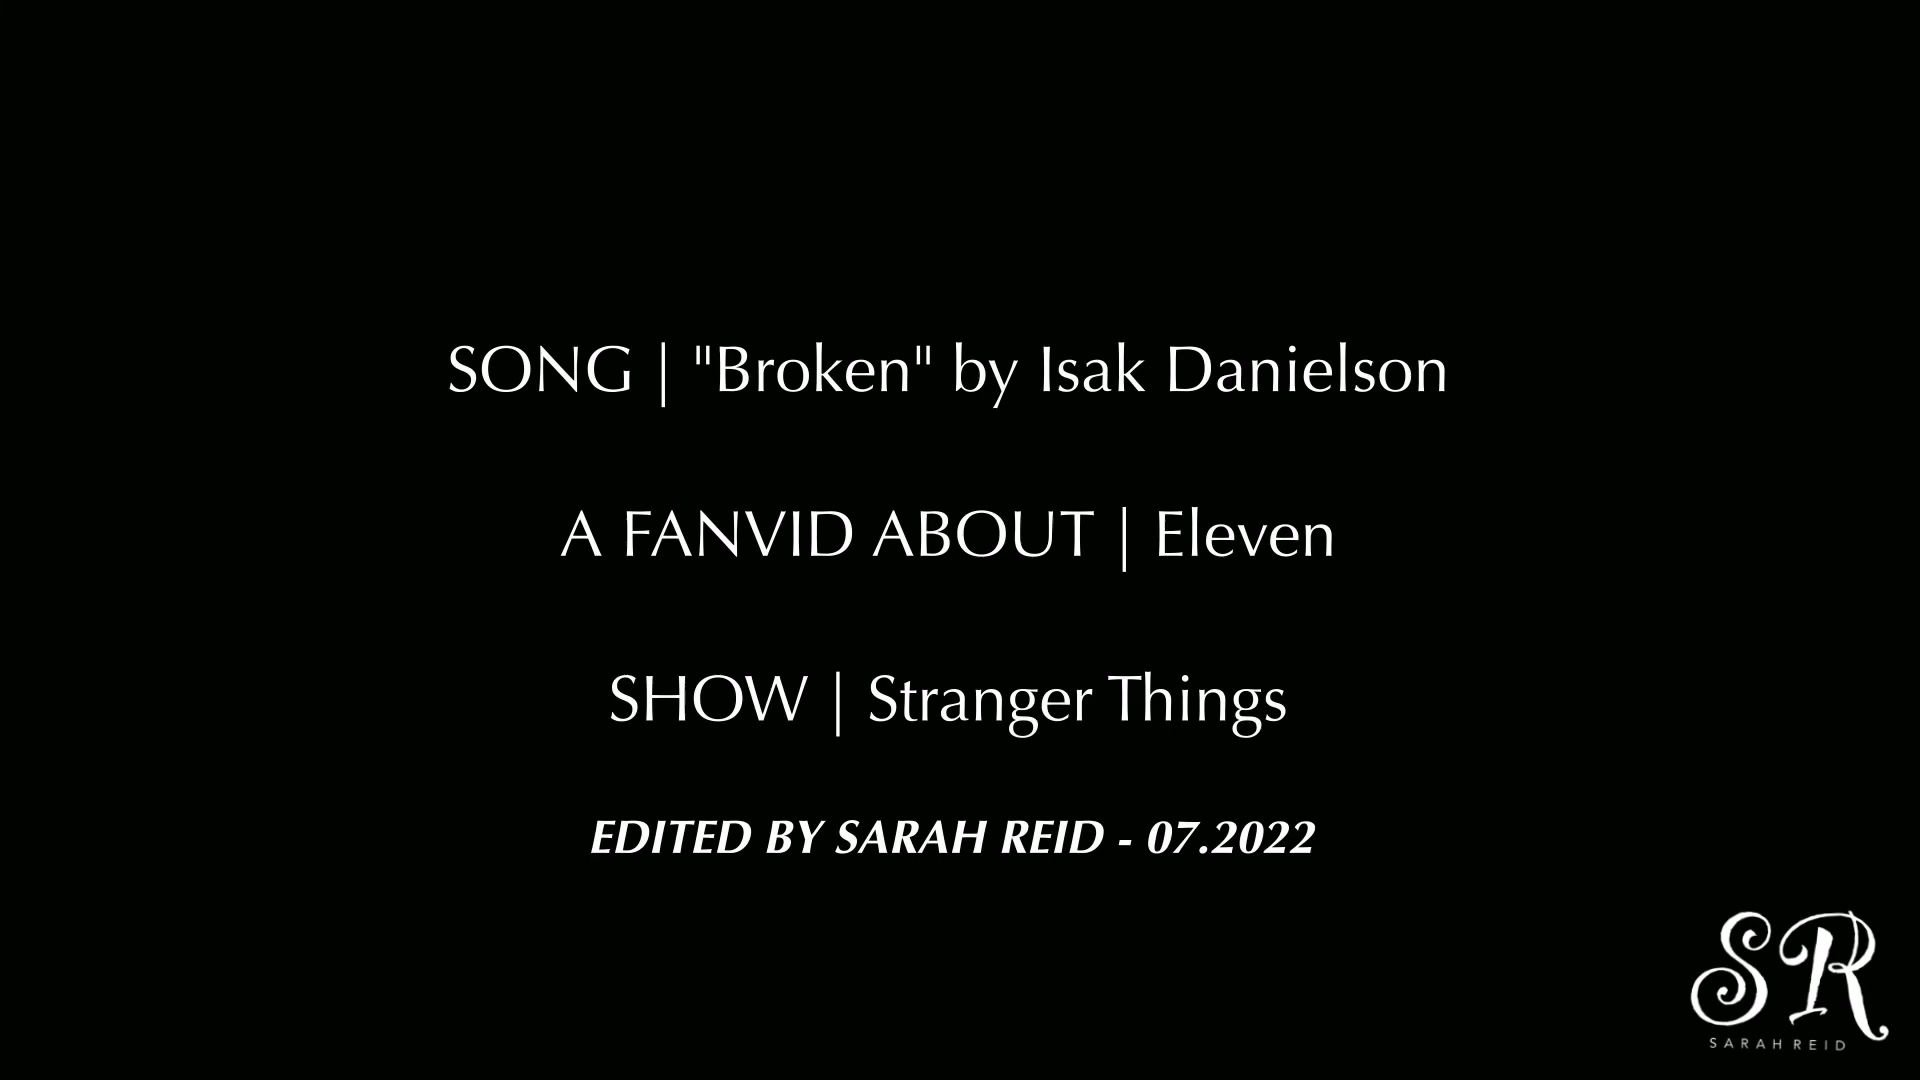 SONG | "Broken" by Isak Danielson
A FANVID ABOUT | Eleven
SHOW | Stranger Things
EDITED BY SARAH REID - 07.2022
SR
SARAH REID